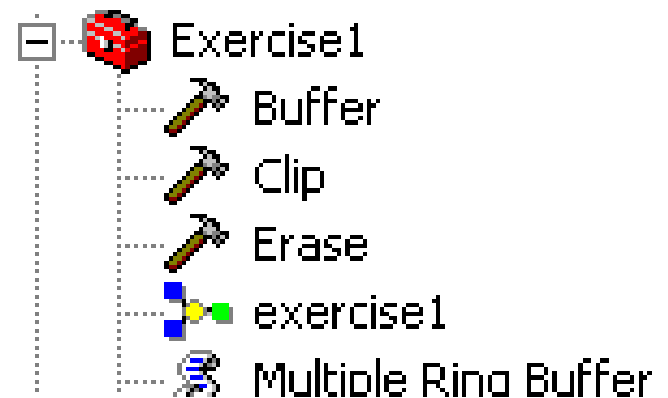 Exercise1
Buffer
Clip
Erase
exercise1
Multiple Ring Buffer